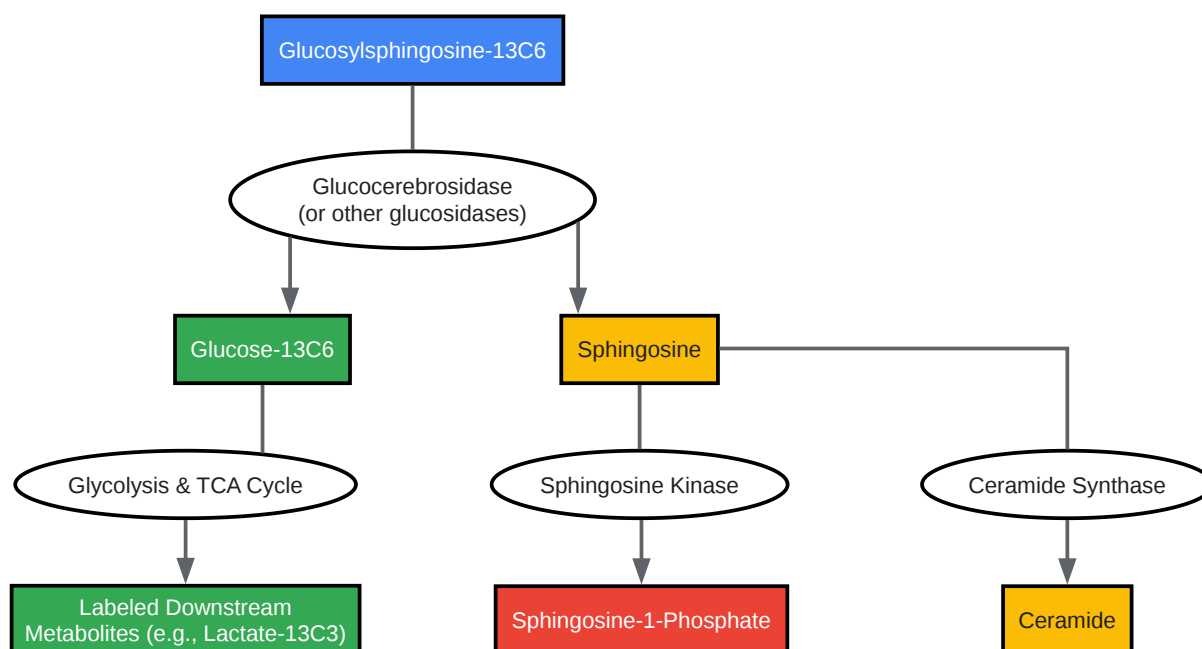 Glucosylsphingosine-13C6
Glucocerebrosidase
(or other glucosidases)
Glucose-13C6
Sphingosine
Glycolysis & TCA Cycle
Sphingosine Kinase
Ceramide Synthase
Labeled Downstream
Metabolites (e.g., Lactate-13C3)
Sphingosine-1-Phosphate
Ceramide